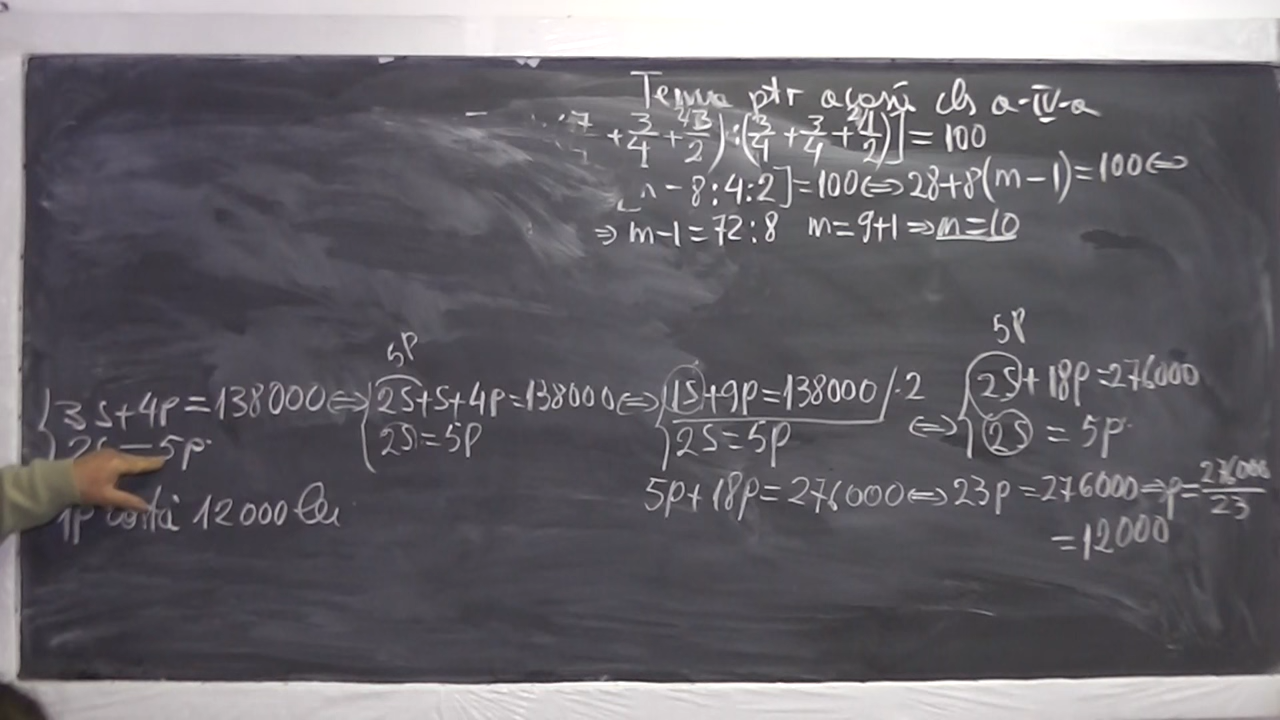 Tema ptr acasă cls a-IV-a
+ 3/4 + 3/2) : (3/4 + 3/4 + 1/2)] = 100
- 8 : 4 : 2] = 100 ⇔ 28 + 8(m - 1) = 100 ⇔
⇒ m - 1 = 72 : 8 m = 9 + 1 ⇒ m = 10
5P
5P
3S + 4p = 138000 ⇔ 2S + S + 4p = 138000 ⇔ 1S + 9p = 138000 /·2 ⇔ 2S + 18p = 276000
2S = 5p 2S = 5p 2S = 5p 2S = 5p
5p + 18p = 276000 ⇔ 23p = 276000 ⇒ p = 276000/23
1p costă 12000 lei
= 12000